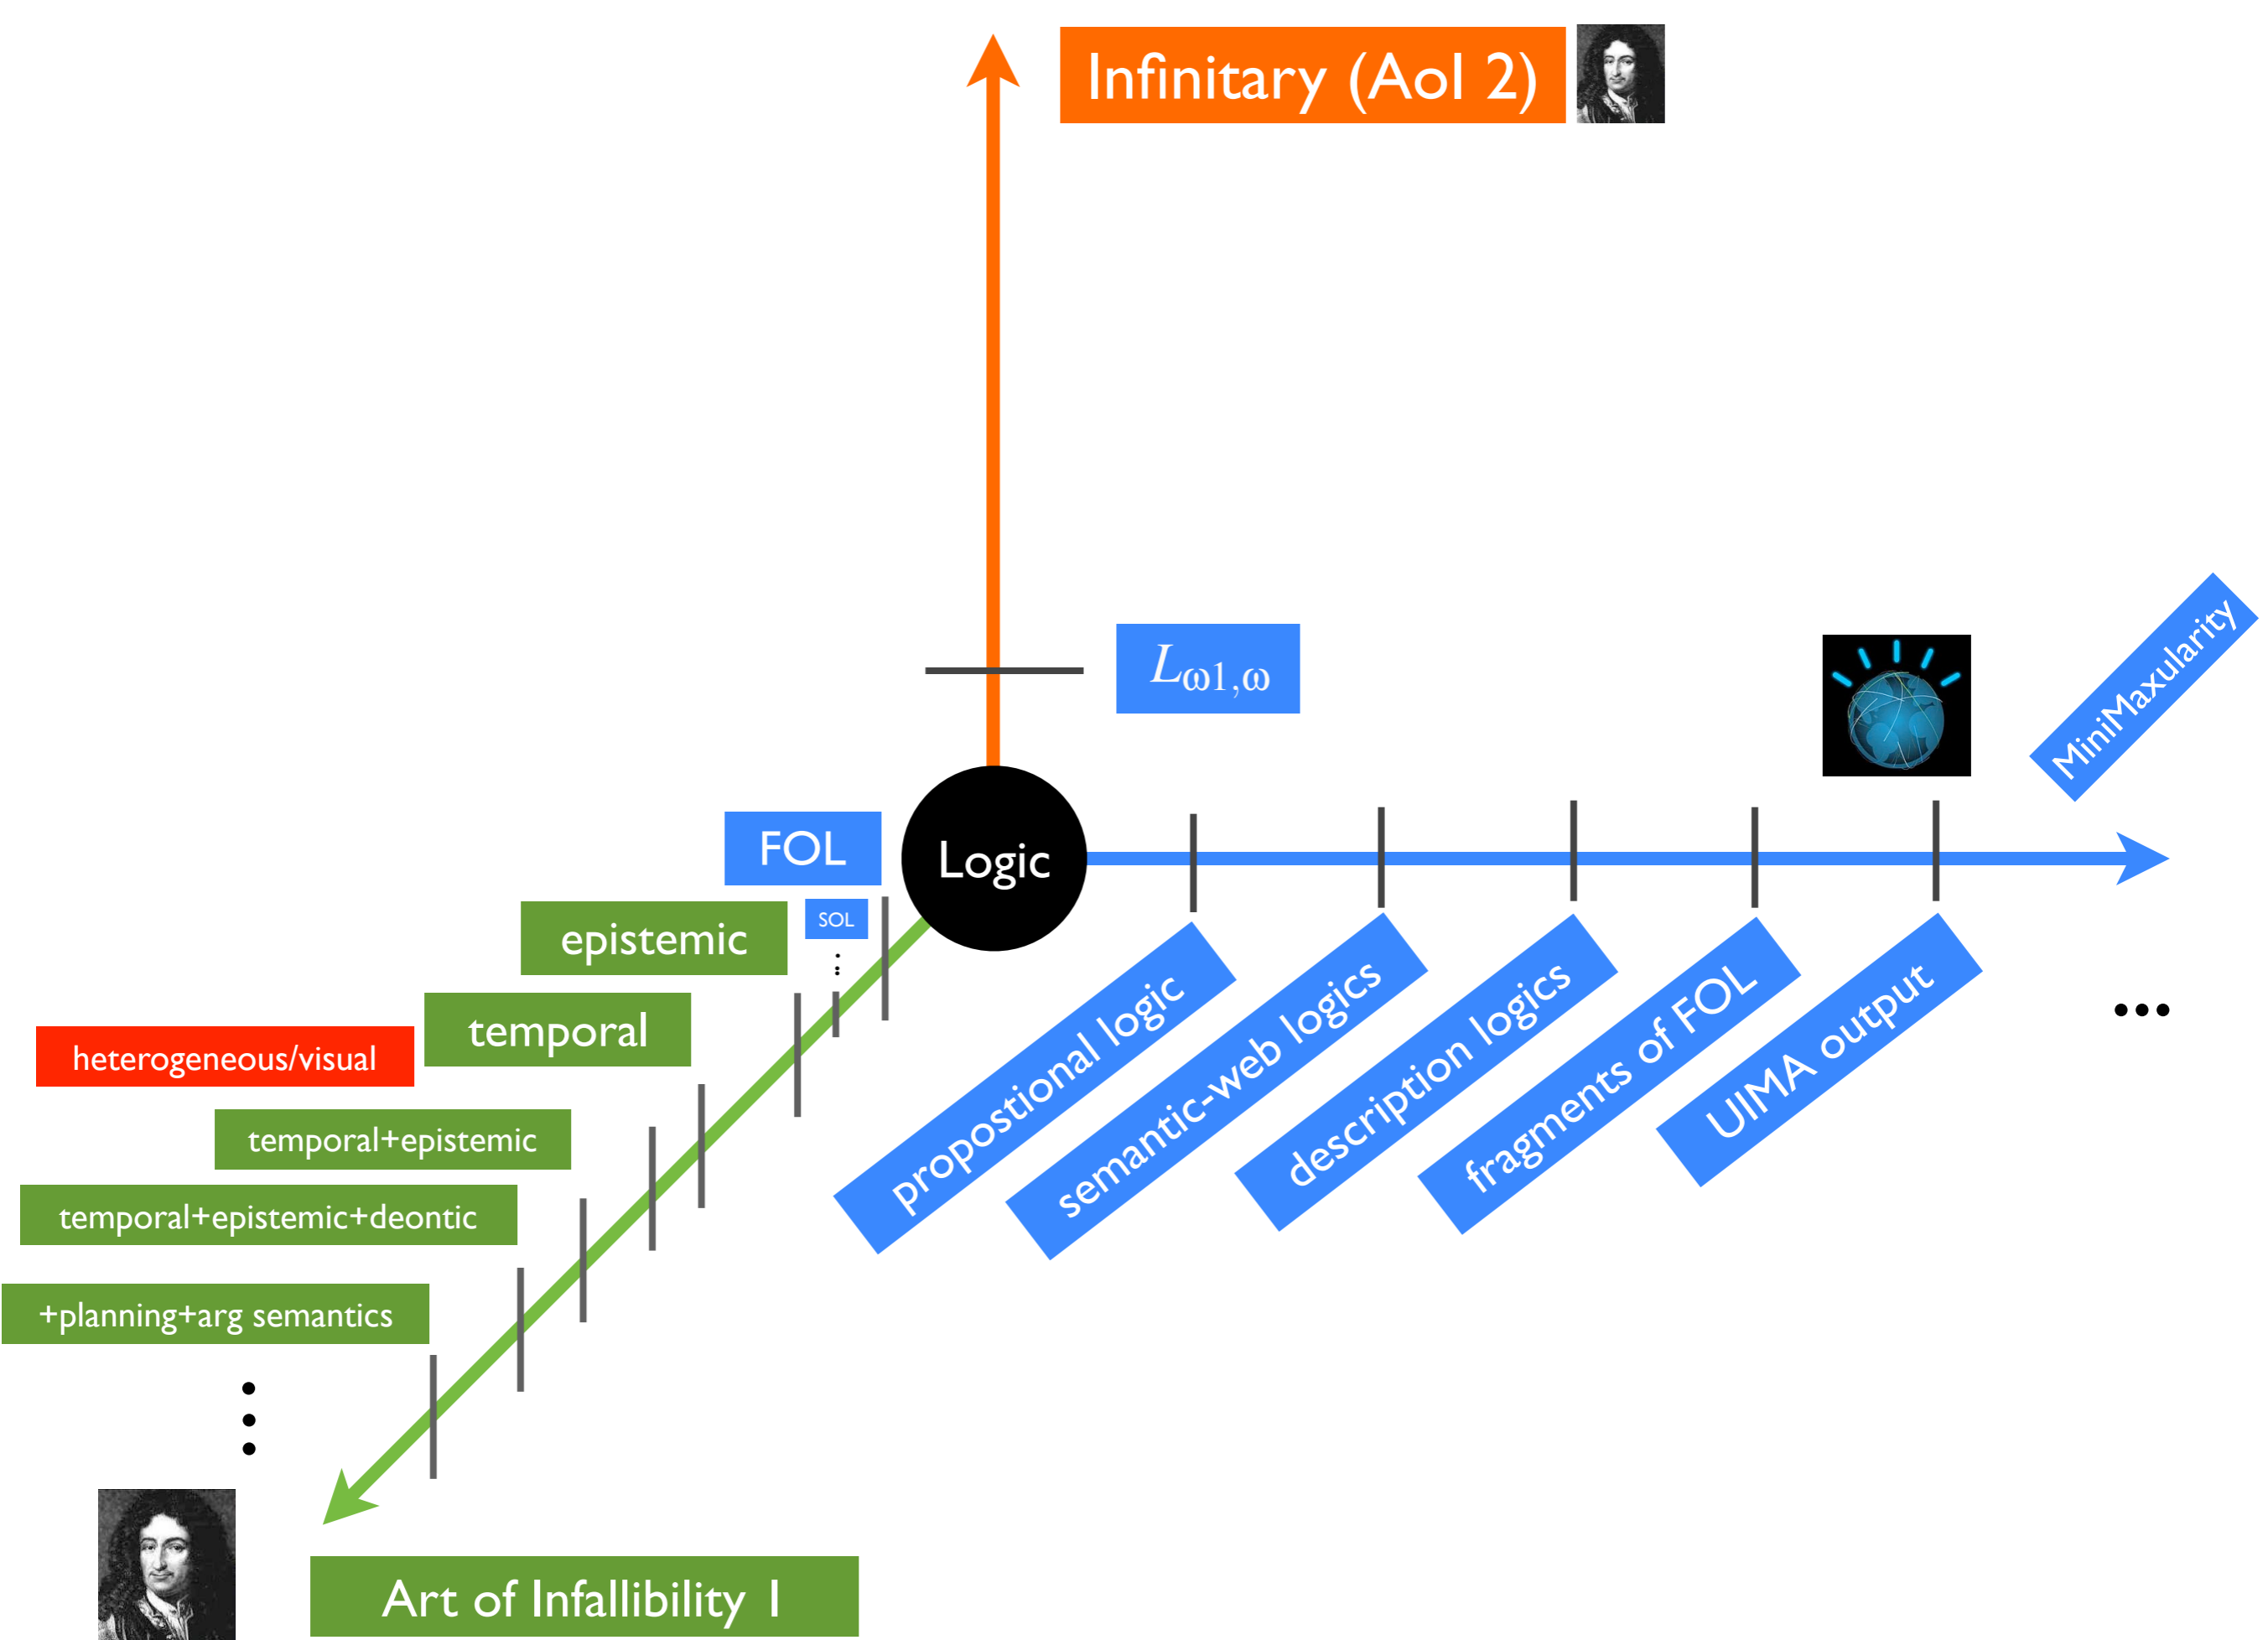 Infinitary (AoI 2)
Lω1,ω
MiniMaxularity
FOL
Logic
SOL
⋮
epistemic
temporal
heterogeneous/visual
temporal+epistemic
temporal+epistemic+deontic
+planning+arg semantics
⋮
propostional logic
semantic-web logics
description logics
fragments of FOL
UIMA output
...
Art of Infallibility 1